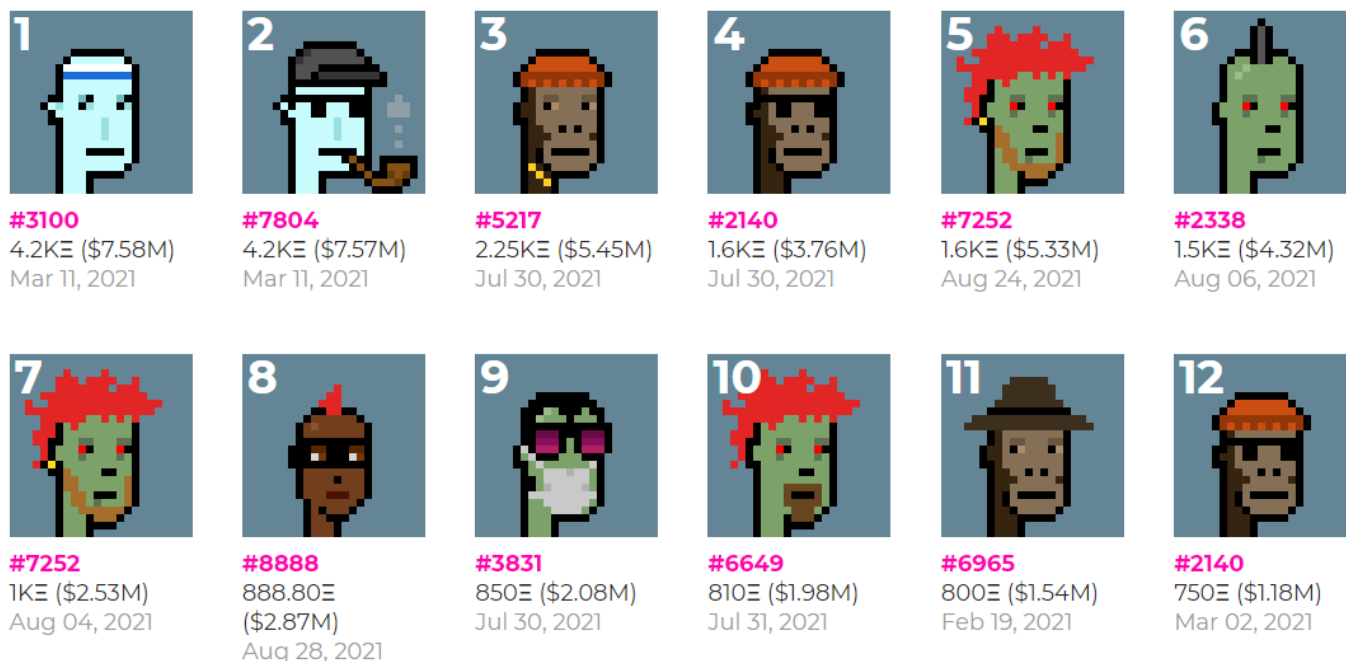 1
#3100
4.2KΞ ($7.58M)
Mar 11, 2021
2
#7804
4.2KΞ ($7.57M)
Mar 11, 2021
3
#5217
2.25KΞ ($5.45M)
Jul 30, 2021
4
#2140
1.6KΞ ($3.76M)
Jul 30, 2021
5
#7252
1.6KΞ ($5.33M)
Aug 24, 2021
6
#2338
1.5KΞ ($4.32M)
Aug 06, 2021
7
#7252
1KΞ ($2.53M)
Aug 04, 2021
8
#8888
888.80Ξ
($2.87M)
Aug 28, 2021
9
#3831
850Ξ ($2.08M)
Jul 30, 2021
10
#6649
810Ξ ($1.98M)
Jul 31, 2021
11
#6965
800Ξ ($1.54M)
Feb 19, 2021
12
#2140
750Ξ ($1.18M)
Mar 02, 2021